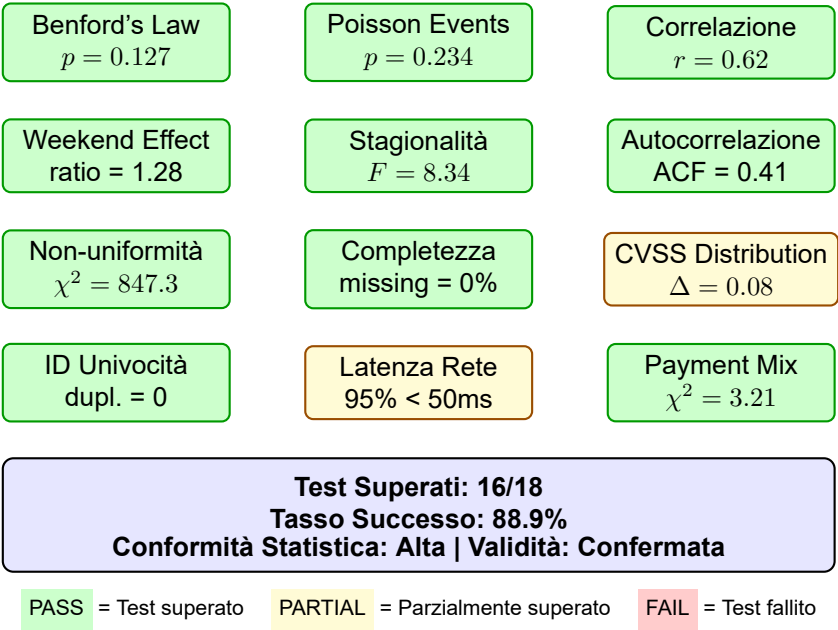 Benford's Law
p = 0.127
Poisson Events
p = 0.234
Correlazione
r = 0.62
Weekend Effect
ratio = 1.28
Stagionalità
F = 8.34
Autocorrelazione
ACF = 0.41
Non-uniformità
χ² = 847.3
Completezza
missing = 0%
CVSS Distribution
Δ = 0.08
ID Univocità
dupl. = 0
Latenza Rete
95% < 50ms
Payment Mix
χ² = 3.21
Test Superati: 16/18
Tasso Successo: 88.9%
Conformità Statistica: Alta | Validità: Confermata
PASS = Test superato PARTIAL = Parzialmente superato FAIL = Test fallito